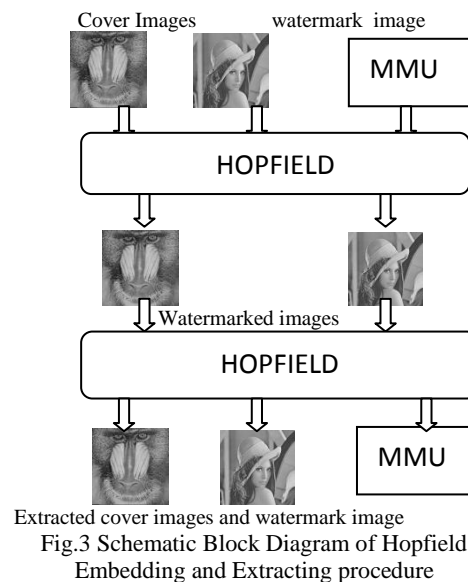 Cover Images watermark image
MMU
HOPFIELD
Watermarked images
HOPFIELD
MMU
Extracted cover images and watermark image
Fig.3 Schematic Block Diagram of Hopfield
Embedding and Extracting procedure